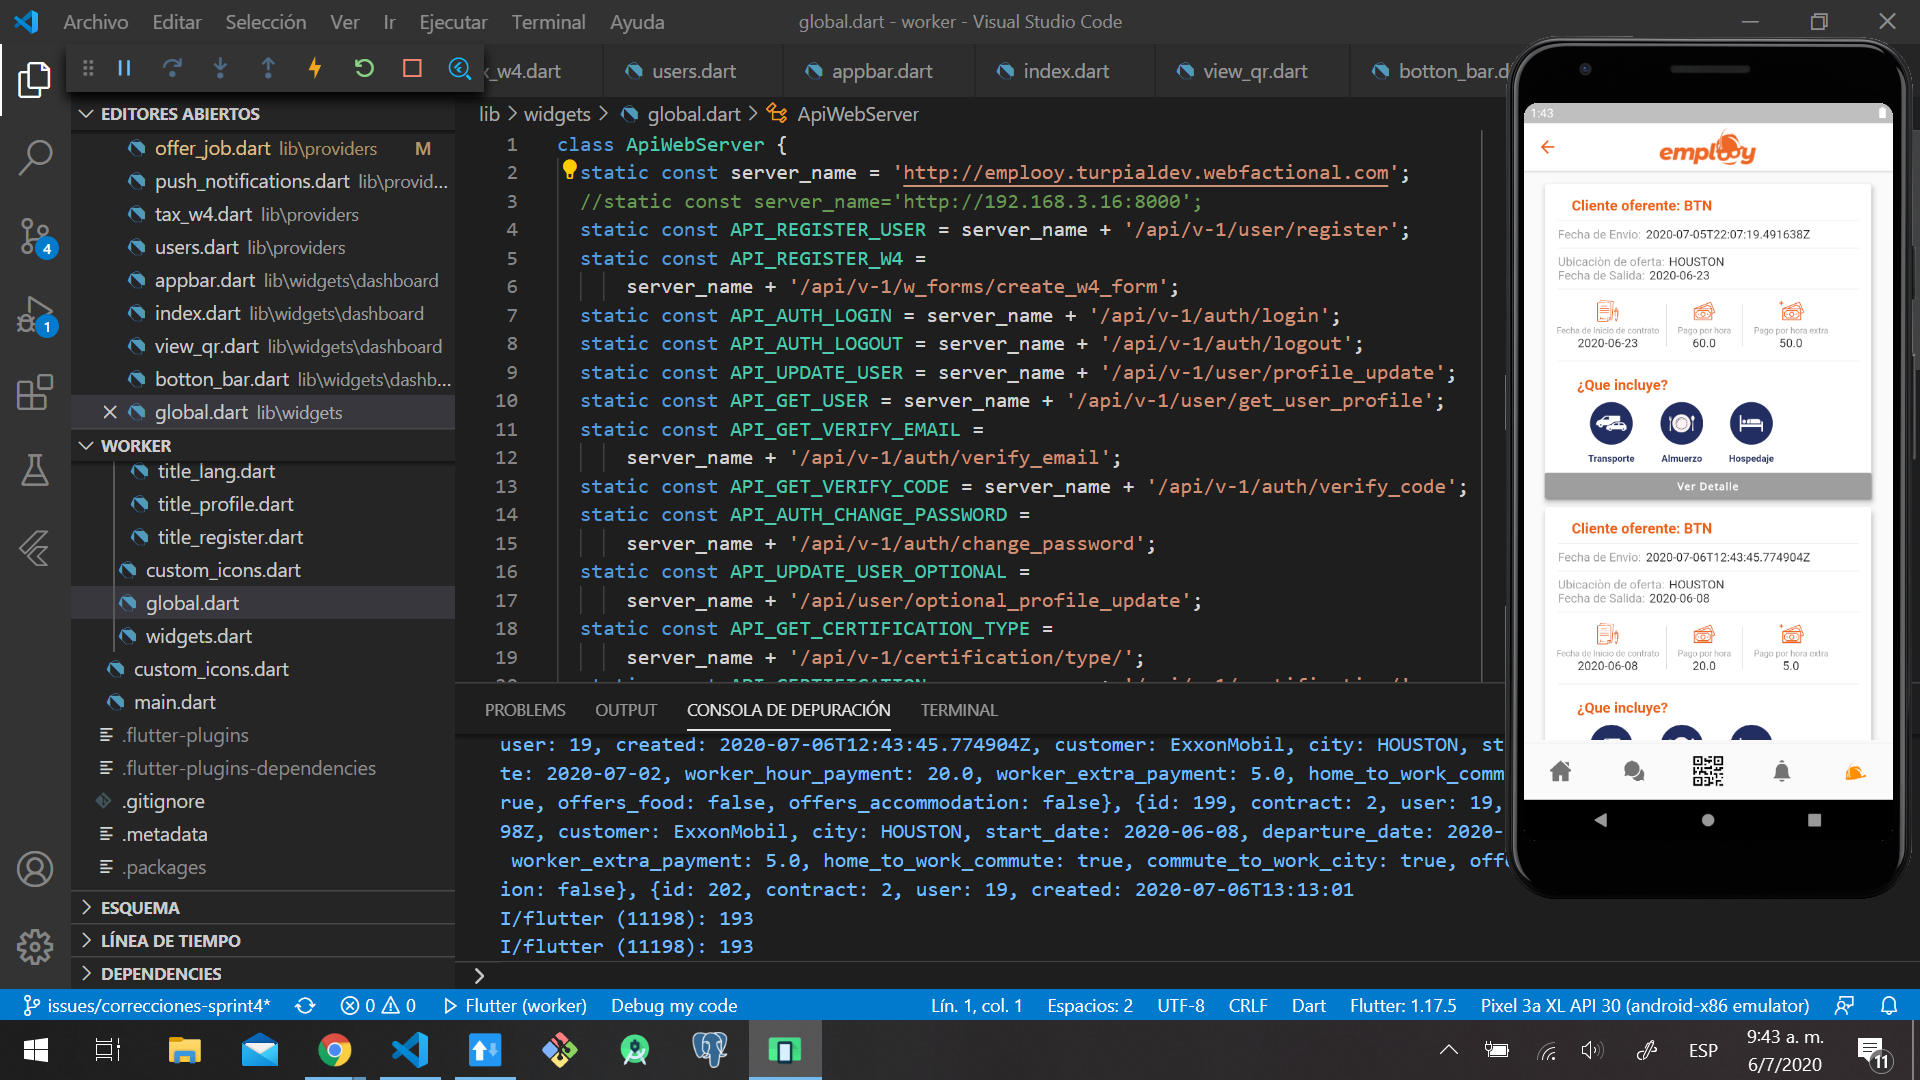 Archivo Editar Selección Ver Ir Ejecutar Terminal Ayuda
global.dart - worker - Visual Studio Code
x_w4.dart users.dart appbar.dart index.dart view_qr.dart botton_bar.d
EDITORES ABIERTOS
offer_job.dart lib\providers M
push_notifications.dart lib\provid...
tax_w4.dart lib\providers
users.dart lib\providers
appbar.dart lib\widgets\dashboard
index.dart lib\widgets\dashboard
view_qr.dart lib\widgets\dashboard
botton_bar.dart lib\widgets\dashb...
global.dart lib\widgets
WORKER
title_lang.dart
title_profile.dart
title_register.dart
custom_icons.dart
global.dart
widgets.dart
custom_icons.dart
main.dart
.flutter-plugins
.flutter-plugins-dependencies
.gitignore
.metadata
.packages
ESQUEMA
LÍNEA DE TIEMPO
DEPENDENCIES
4
1
lib > widgets > global.dart > ApiWebServer
1 class ApiWebServer {
2 static const server_name = 'http://emplooy.turpialdev.webfactional.com';
3 //static const server_name='http://192.168.3.16:8000';
4 static const API_REGISTER_USER = server_name + '/api/v-1/user/register';
5 static const API_REGISTER_W4 =
6 server_name + '/api/v-1/w_forms/create_w4_form';
7 static const API_AUTH_LOGIN = server_name + '/api/v-1/auth/login';
8 static const API_AUTH_LOGOUT = server_name + '/api/v-1/auth/logout';
9 static const API_UPDATE_USER = server_name + '/api/v-1/user/profile_update';
10 static const API_GET_USER = server_name + '/api/v-1/user/get_user_profile';
11 static const API_GET_VERIFY_EMAIL =
12 server_name + '/api/v-1/auth/verify_email';
13 static const API_GET_VERIFY_CODE = server_name + '/api/v-1/auth/verify_code';
14 static const API_AUTH_CHANGE_PASSWORD =
15 server_name + '/api/v-1/auth/change_password';
16 static const API_UPDATE_USER_OPTIONAL =
17 server_name + '/api/user/optional_profile_update';
18 static const API_GET_CERTIFICATION_TYPE =
19 server_name + '/api/v-1/certification/type/';
PROBLEMS OUTPUT CONSOLA DE DEPURACIÓN TERMINAL
user: 19, created: 2020-07-06T12:43:45.774904Z, customer: ExxonMobil, city: HOUSTON, st
te: 2020-07-02, worker_hour_payment: 20.0, worker_extra_payment: 5.0, home_to_work_comm
rue, offers_food: false, offers_accommodation: false}, {id: 199, contract: 2, user: 19,
98Z, customer: ExxonMobil, city: HOUSTON, start_date: 2020-06-08, departure_date: 2020-
worker_extra_payment: 5.0, home_to_work_commute: true, commute_to_work_city: true, off
ion: false}, {id: 202, contract: 2, user: 19, created: 2020-07-06T13:13:01
I/flutter (11198): 193
I/flutter (11198): 193
>
1:43
emplooy
Cliente oferente: BTN
Fecha de Envio: 2020-07-05T22:07:19.491638Z
Ubicaciòn de oferta: HOUSTON
Fecha de Salida: 2020-06-23
Fecha de Inicio de contrato Pago por hora Pago por hora extra
2020-06-23 60.0 50.0
¿Que incluye?
Transporte Almuerzo Hospedaje
Ver Detalle
Cliente oferente: BTN
Fecha de Envio: 2020-07-06T12:43:45.774904Z
Ubicaciòn de oferta: HOUSTON
Fecha de Salida: 2020-06-08
Fecha de Inicio de contrato Pago por hora Pago por hora extra
2020-06-08 20.0 5.0
¿Que incluye?
issues/correcciones-sprint4* 0 0 Flutter (worker) Debug my code Lín. 1, col. 1 Espacios: 2 UTF-8 CRLF Dart Flutter: 1.17.5 Pixel 3a XL API 30 (android-x86 emulator)
ESP
9:43 a. m.
6/7/2020
11